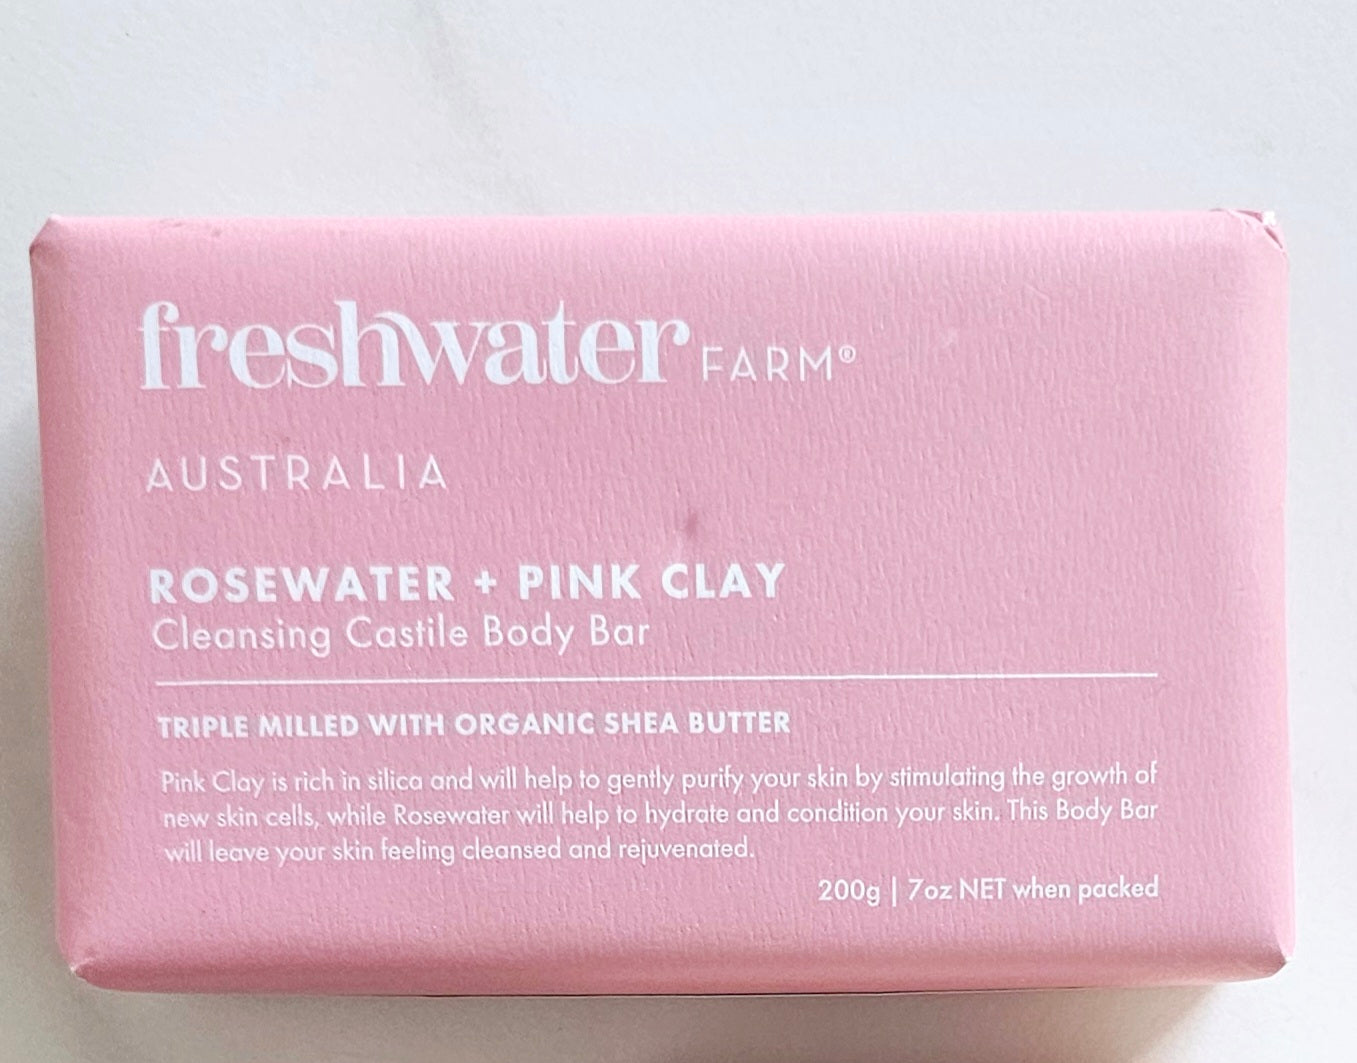 freshwater FARM®
AUSTRALIA
ROSEWATER + PINK CLAY
Cleansing Castile Body Bar
TRIPLE MILLED WITH ORGANIC SHEA BUTTER
Pink Clay is rich in silica and will help to gently purify your skin by stimulating the growth of
new skin cells, while Rosewater will help to hydrate and condition your skin. This Body Bar
will leave your skin feeling cleansed and rejuvenated.
200g | 7oz NET when packed